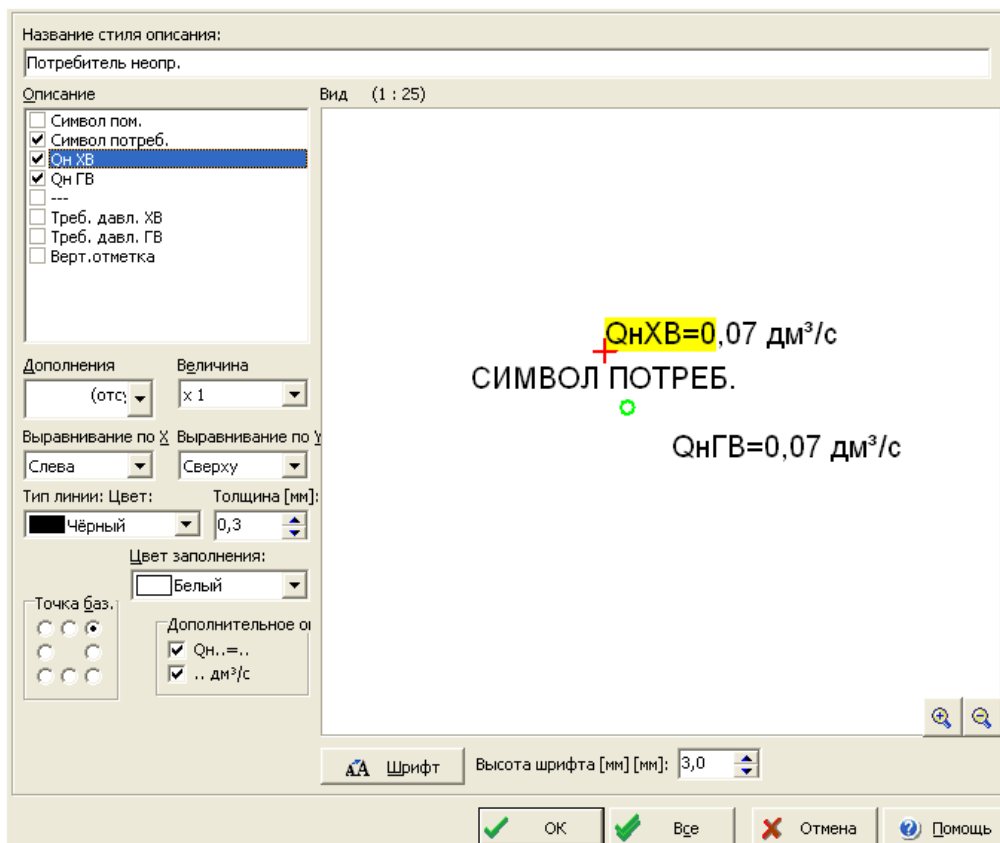 Название стиля описания:
Потребитель неопр.
Описание
Вид (1 : 25)
Символ пом.
Символ потреб.
Qн ХВ
Qн ГВ
---
Треб. давл. ХВ
Треб. давл. ГВ
Верт.отметка
QнХВ=0,07 дм³/с
СИМВОЛ ПОТРЕБ.
QнГВ=0,07 дм³/с
Дополнения
Величина
(отс
x 1
Выравнивание по X
Выравнивание по Y
Слева
Сверху
Тип линии: Цвет:
Толщина [мм]:
Чёрный
0,3
Цвет заполнения:
Белый
Точка баз.
Дополнительное о
Qн..=..
.. дм³/с
Шрифт
Высота шрифта [мм] [мм]:
3,0
ОК
Все
Отмена
Помощь